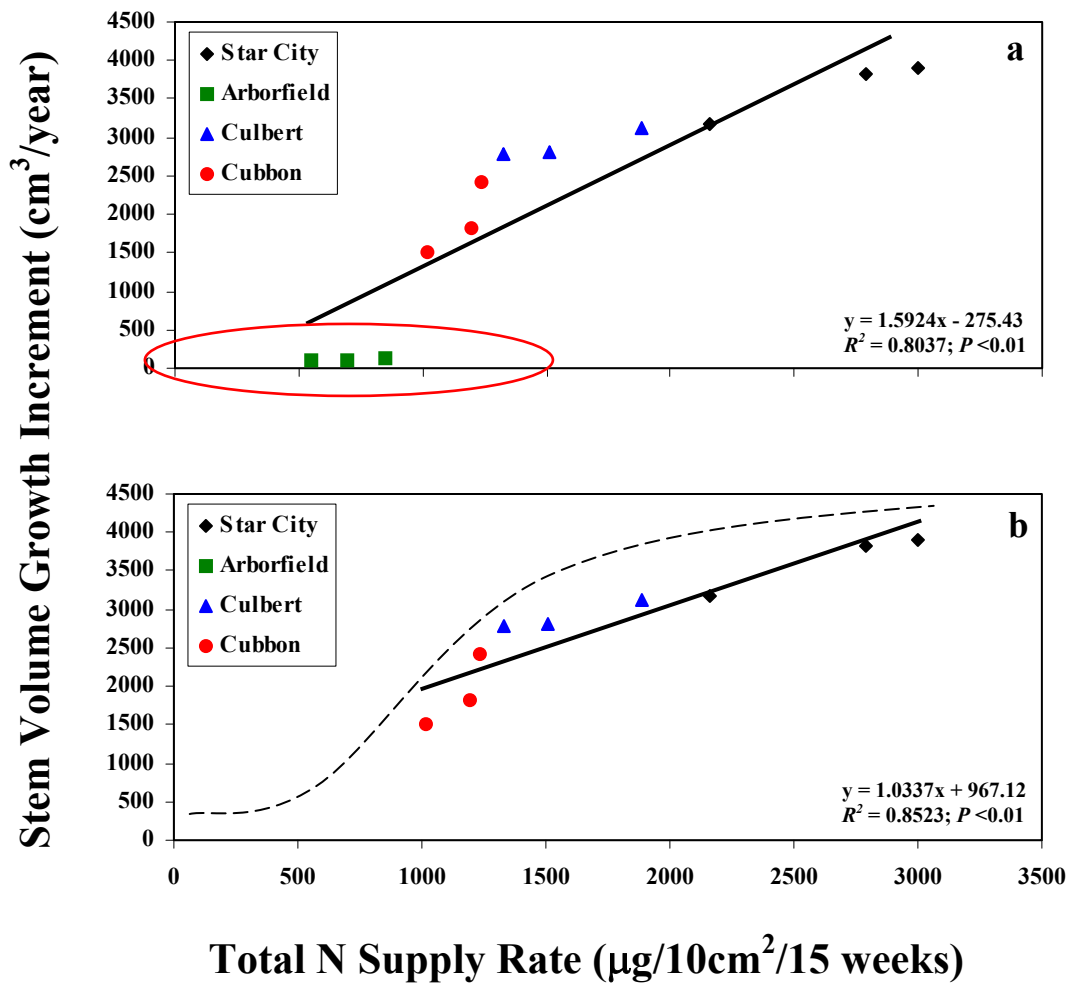 Stem Volume Growth Increment (cm³/year)
4500
4000
3500
3000
2500
2000
1500
1000
500
0
Star City
Arborfield
Culbert
Cubbon
a
y = 1.5924x - 275.43
R² = 0.8037; P <0.01
4500
4000
3500
3000
2500
2000
1500
1000
500
0
Star City
Arborfield
Culbert
Cubbon
b
y = 1.0337x + 967.12
R² = 0.8523; P <0.01
0 500 1000 1500 2000 2500 3000 3500
Total N Supply Rate (μg/10cm²/15 weeks)